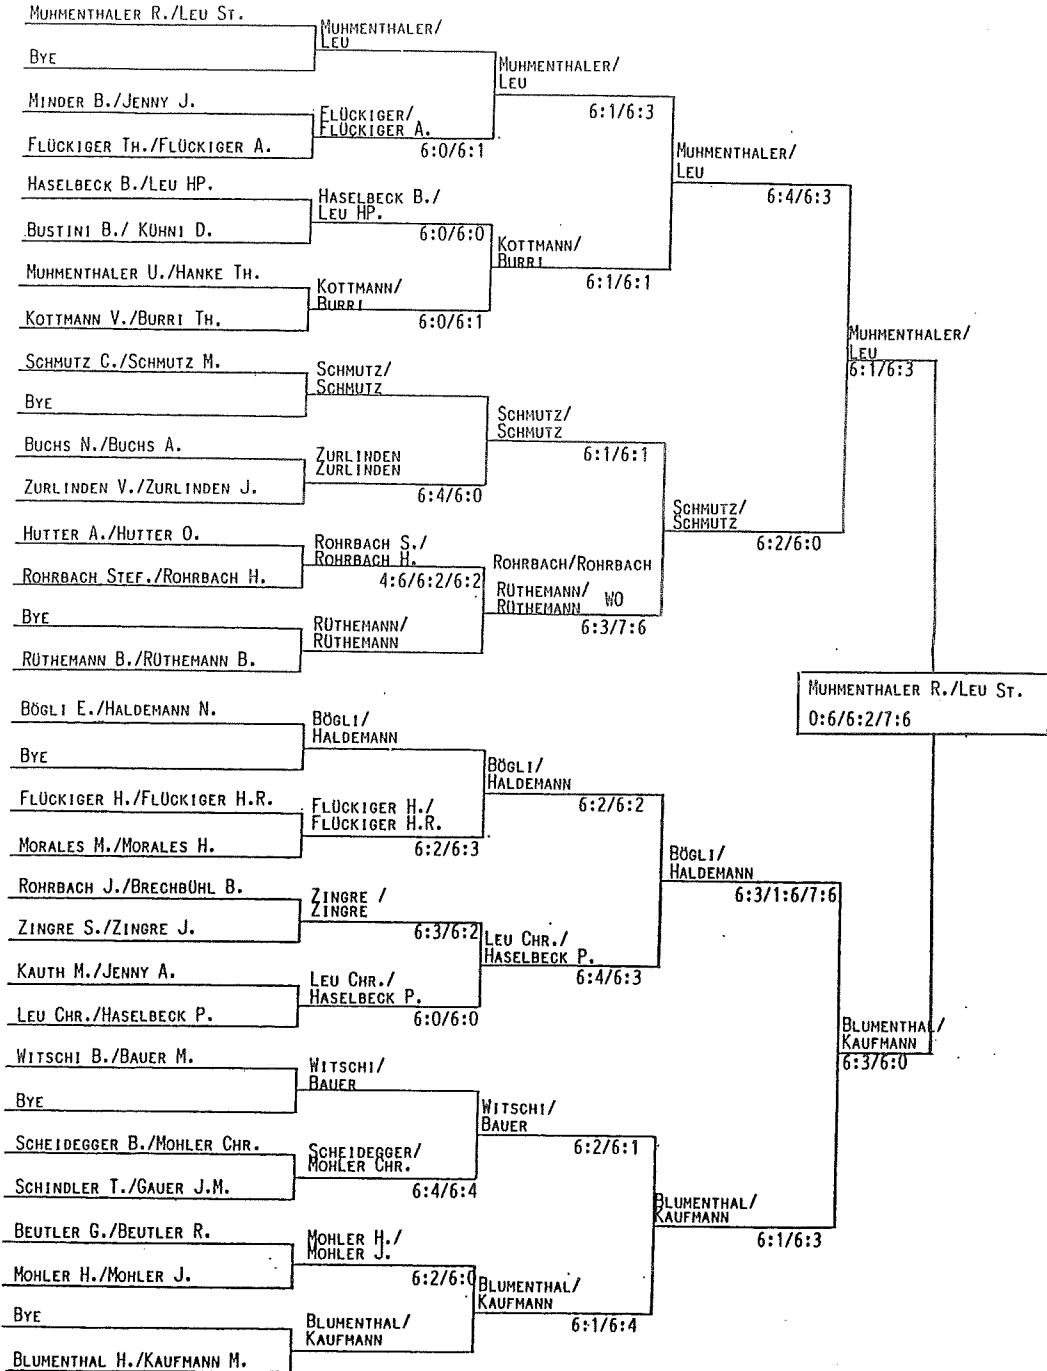 Muhmenthaler R./Leu St.
Bye
Minder B./Jenny J.
Flückiger Th./Flückiger A.
Haselbeck B./Leu HP.
Bustini B./ Kühni D.
Muhmenthaler U./Hanke Th.
Kottmann V./Burri Th.
Schmutz C./Schmutz M.
Bye
Buchs N./Buchs A.
Zurlinden V./Zurlinden J.
Hutter A./Hutter O.
Rohrbach Stef./Rohrbach H.
Bye
Rüthemann B./Rüthemann B.
Bögli E./Haldemann N.
Bye
Flückiger H./Flückiger H.R.
Morales M./Morales H.
Rohrbach J./Brechbühl B.
Zingre S./Zingre J.
Kauth M./Jenny A.
Leu Chr./Haselbeck P.
Witschi B./Bauer M.
Bye
Scheidegger B./Mohler Chr.
Schindler T./Gauer J.M.
Beutler G./Beutler R.
Mohler H./Mohler J.
Bye
Blumenthal H./Kaufmann M.
Muhmenthaler/
Leu
Flückiger/
Flückiger A.
6:0/6:1
Haselbeck B./
Leu HP.
6:0/6:0
Kottmann/
Burri
6:0/6:1
Schmutz/
Schmutz
Zurlinden
Zurlinden
6:4/6:0
Rohrbach S./
Rohrbach H.
4:6/6:2/6:2
Rüthemann/
Rüthemann
Bögli/
Haldemann
Flückiger H./
Flückiger H.R.
6:2/6:3
Zingre /
Zingre
6:3/6:2
Leu Chr./
Haselbeck P.
6:0/6:0
Witschi/
Bauer
Scheidegger/
Mohler Chr.
6:4/6:4
Mohler H./
Mohler J.
6:2/6:0
Blumenthal/
Kaufmann
Muhmenthaler/
Leu
6:1/6:3
Kottmann/
Burri
6:1/6:1
Schmutz/
Schmutz
6:1/6:1
Rohrbach/Rohrbach
Rüthemann/ WO
Rüthemann
6:3/7:6
Bögli/
Haldemann
6:2/6:2
Leu Chr./
Haselbeck P.
6:4/6:3
Witschi/
Bauer
6:2/6:1
Blumenthal/
Kaufmann
6:1/6:4
Muhmenthaler/
Leu
6:4/6:3
Schmutz/
Schmutz
6:2/6:0
Bögli/
Haldemann
6:3/1:6/7:6
Blumenthal/
Kaufmann
6:1/6:3
Muhmenthaler/
Leu
6:1/6:3
Blumenthal/
Kaufmann
6:3/6:0
Muhmenthaler R./Leu St.
0:6/6:2/7:6